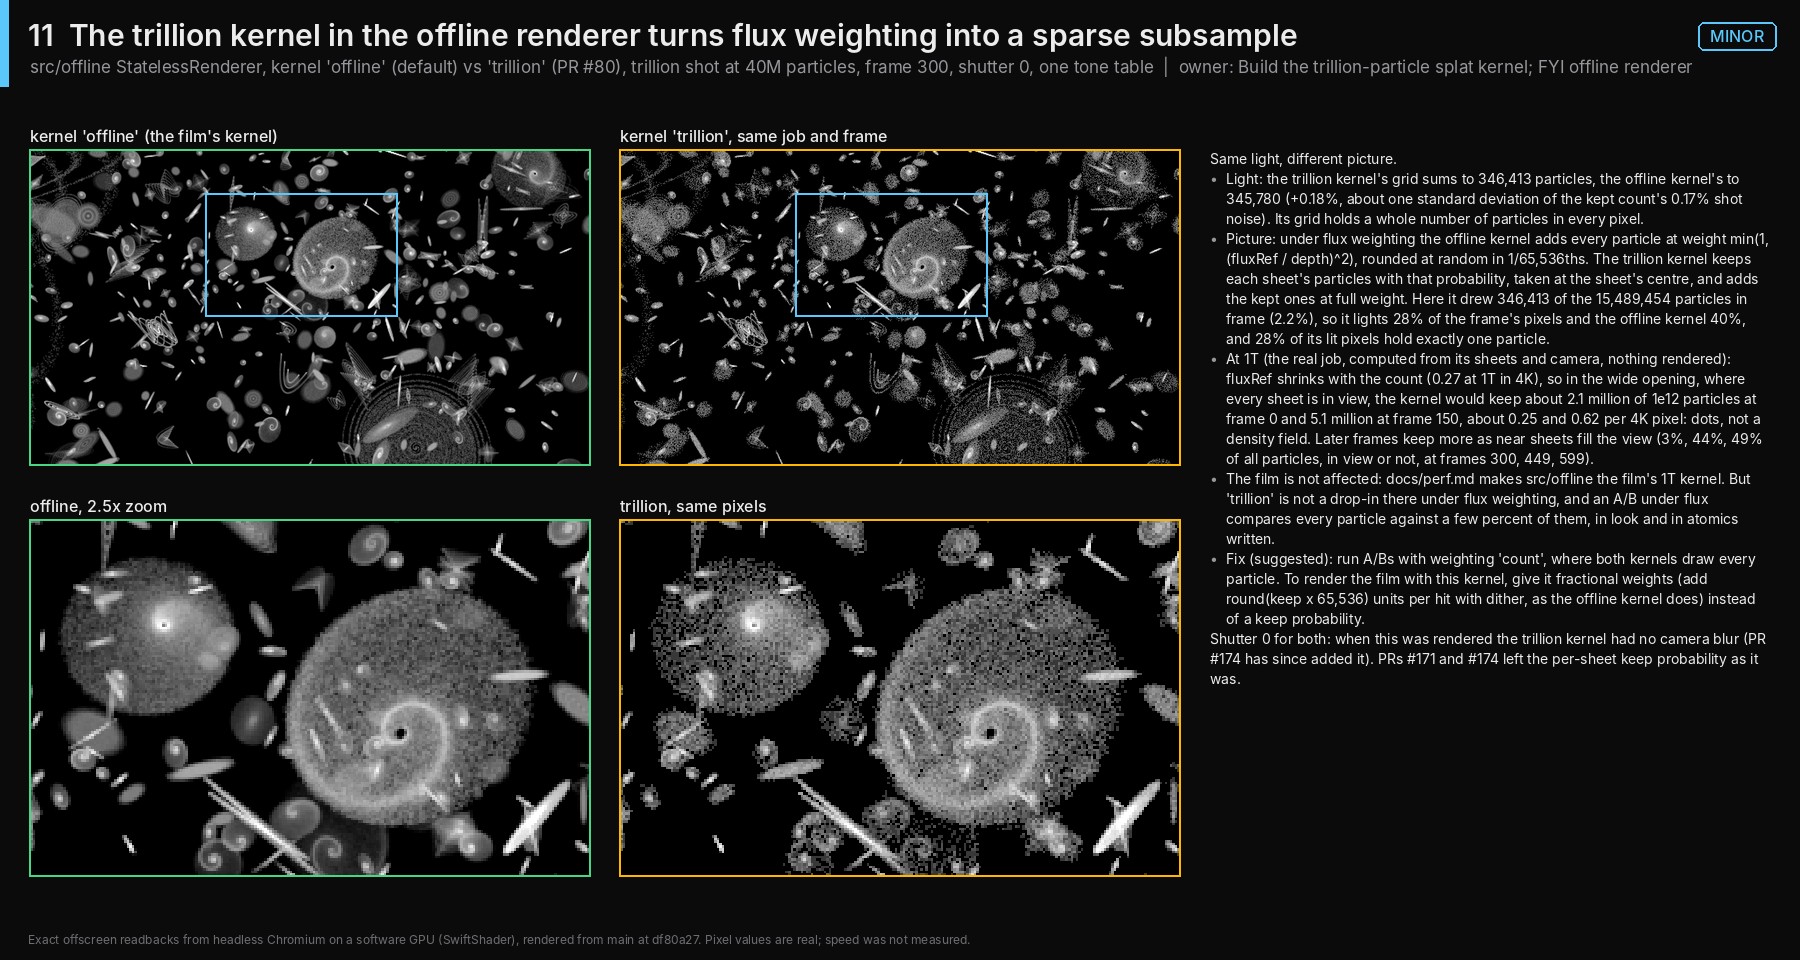 11 The trillion kernel in the offline renderer turns flux weighting into a sparse subsample
MINOR
src/offline StatelessRenderer, kernel 'offline' (default) vs 'trillion' (PR #80), trillion shot at 40M particles, frame 300, shutter 0, one tone table | owner: Build the trillion-particle splat kernel; FYI offline renderer
kernel 'offline' (the film's kernel)
kernel 'trillion', same job and frame
offline, 2.5x zoom
trillion, same pixels
Same light, different picture.
• Light: the trillion kernel's grid sums to 346,413 particles, the offline kernel's to
345,780 (+0.18%, about one standard deviation of the kept count's 0.17% shot
noise). Its grid holds a whole number of particles in every pixel.
• Picture: under flux weighting the offline kernel adds every particle at weight min(1,
(fluxRef / depth)^2), rounded at random in 1/65,536ths. The trillion kernel keeps
each sheet's particles with that probability, taken at the sheet's centre, and adds
the kept ones at full weight. Here it drew 346,413 of the 15,489,454 particles in
frame (2.2%), so it lights 28% of the frame's pixels and the offline kernel 40%,
and 28% of its lit pixels hold exactly one particle.
• At 1T (the real job, computed from its sheets and camera, nothing rendered):
fluxRef shrinks with the count (0.27 at 1T in 4K), so in the wide opening, where
every sheet is in view, the kernel would keep about 2.1 million of 1e12 particles at
frame 0 and 5.1 million at frame 150, about 0.25 and 0.62 per 4K pixel: dots, not a
density field. Later frames keep more as near sheets fill the view (3%, 44%, 49%
of all particles, in view or not, at frames 300, 449, 599).
• The film is not affected: docs/perf.md makes src/offline the film's 1T kernel. But
'trillion' is not a drop-in there under flux weighting, and an A/B under flux
compares every particle against a few percent of them, in look and in atomics
written.
• Fix (suggested): run A/Bs with weighting 'count', where both kernels draw every
particle. To render the film with this kernel, give it fractional weights (add
round(keep x 65,536) units per hit with dither, as the offline kernel does) instead
of a keep probability.
Shutter 0 for both: when this was rendered the trillion kernel had no camera blur (PR
#174 has since added it). PRs #171 and #174 left the per-sheet keep probability as it
was.
Exact offscreen readbacks from headless Chromium on a software GPU (SwiftShader), rendered from main at df80a27. Pixel values are real; speed was not measured.